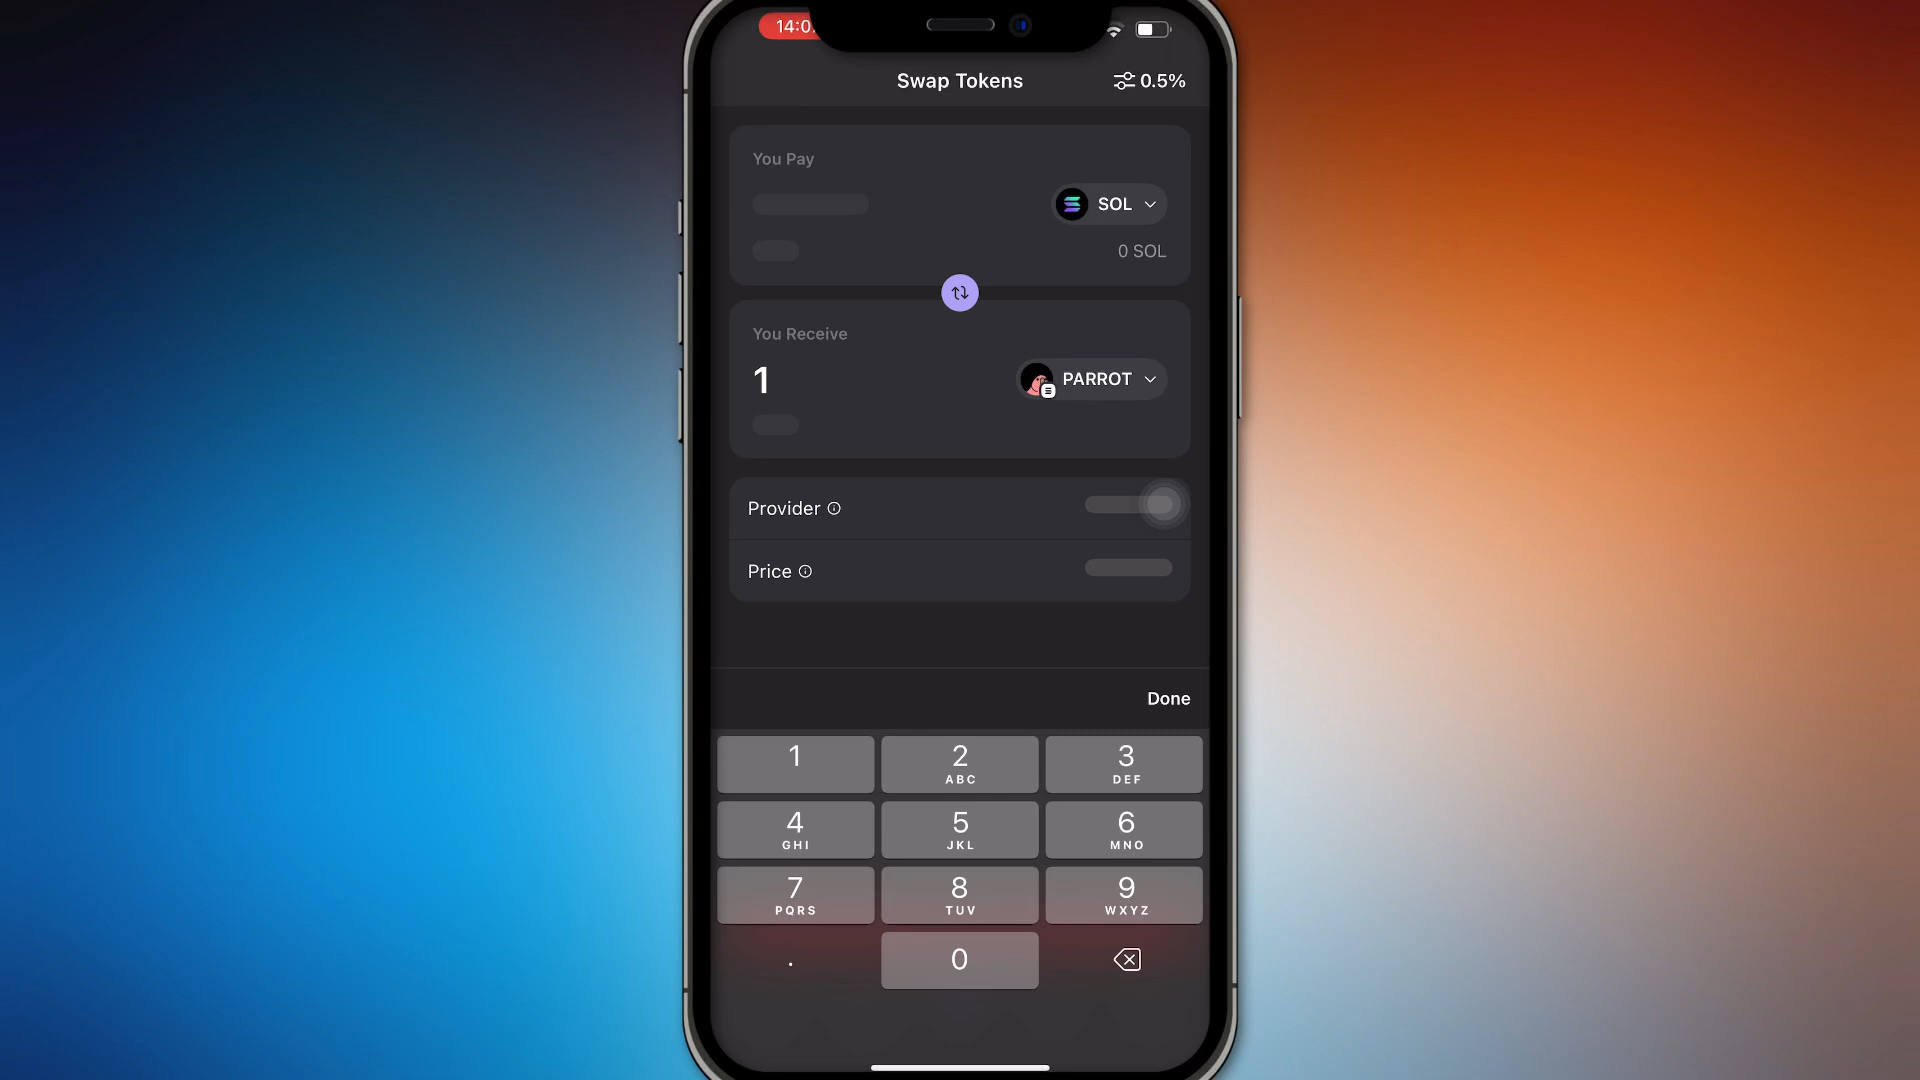 14:0
Swap Tokens
0.5%
You Pay
SOL
0 SOL
You Receive
1
PARROT
Provider
Price
Done
1
2
ABC
3
DEF
4
GHI
5
JKL
6
MNO
7
PQRS
8
TUV
9
WXYZ
.
0